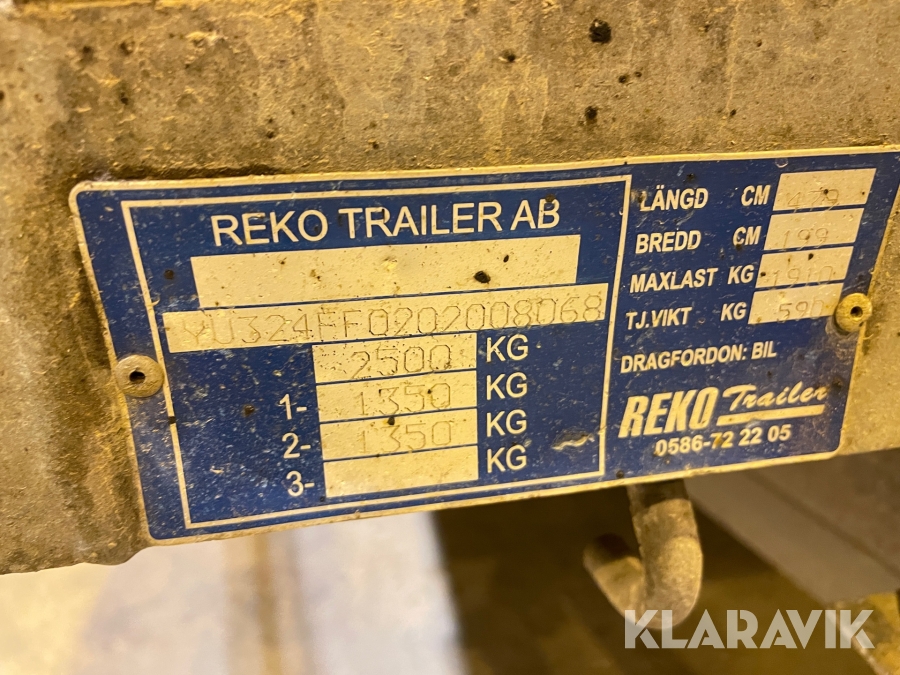 REKO TRAILER AB
YU324EF0202008068
2500 KG
1- 1350 KG
2- 1350 KG
3- KG
LÄNGD CM 479
BREDD CM 199
MAXLAST KG 1910
TJ.VIKT KG 590
DRAGFORDON: BIL
REKO Trailer
0586-72 22 05
KLARAVIK